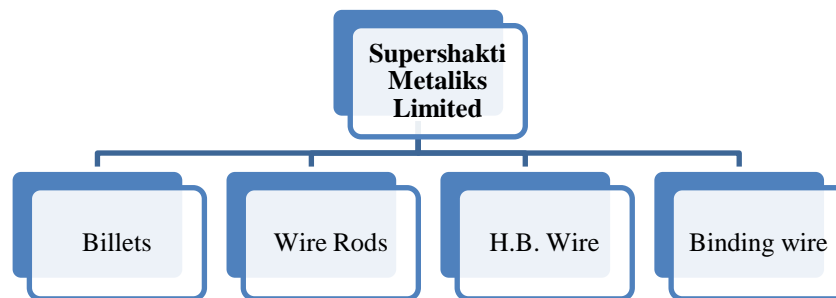 Supershakti
Metaliks
Limited
Billets
Wire Rods
H.B. Wire
Binding wire